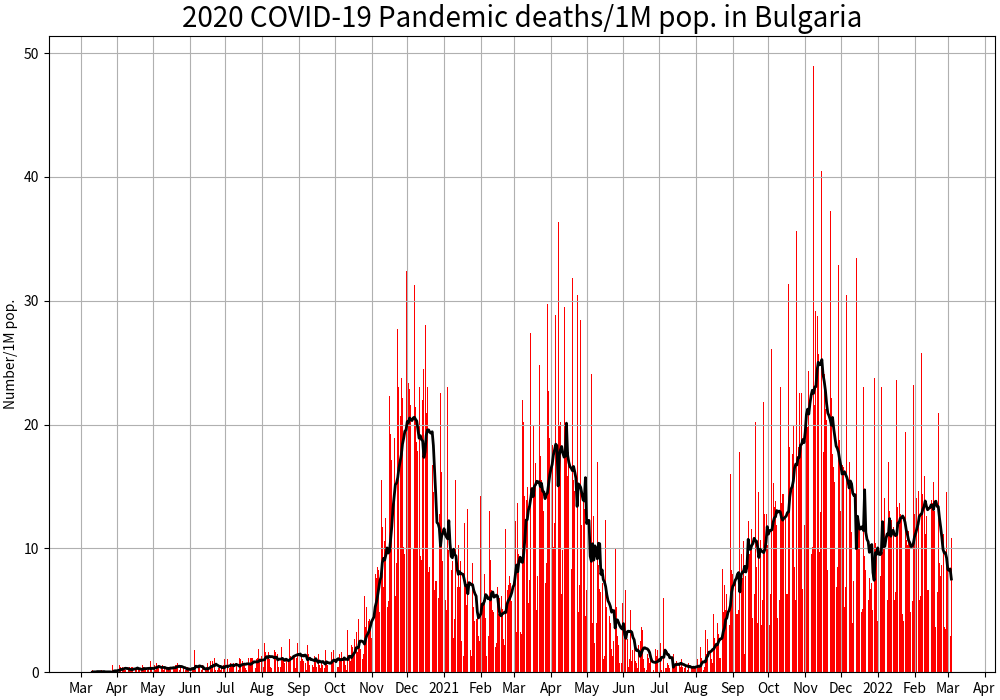 2020 COVID-19 Pandemic deaths/1M pop. in Bulgaria
Number/1M pop.
50
40
30
20
10
0
Mar Apr May Jun Jul Aug Sep Oct Nov Dec 2021 Feb Mar Apr May Jun Jul Aug Sep Oct Nov Dec 2022 Feb Mar Apr